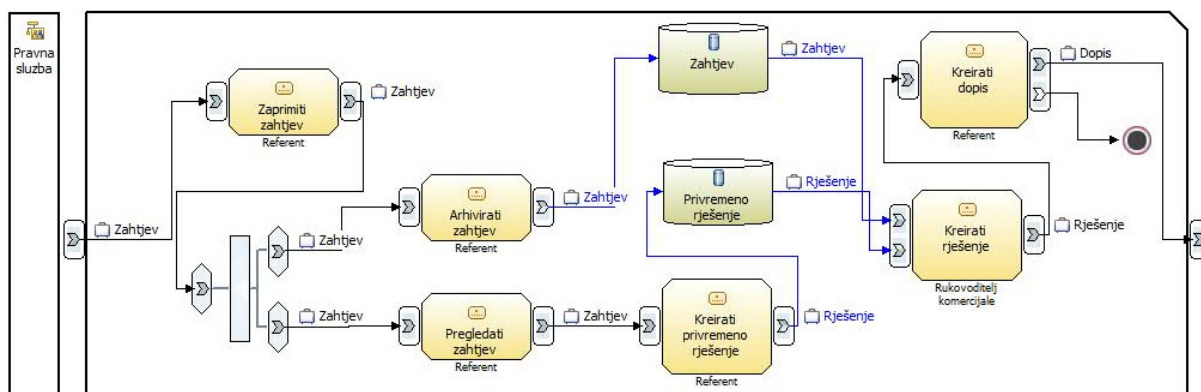 Pravna
sluzba
Zahtjev
Zaprimiti
zahtjev
Referent
Zahtjev
Zahtjev
Arhivirati
zahtjev
Referent
Zahtjev
Zahtjev
Zahtjev
Zahtjev
Pregledati
zahtjev
Referent
Zahtjev
Kreirati
privremeno
rješenje
Referent
Rješenje
Privremeno
rješenje
Rješenje
Kreirati
rješenje
Rukovoditelj
komercijale
Rješenje
Kreirati
dopis
Referent
Dopis